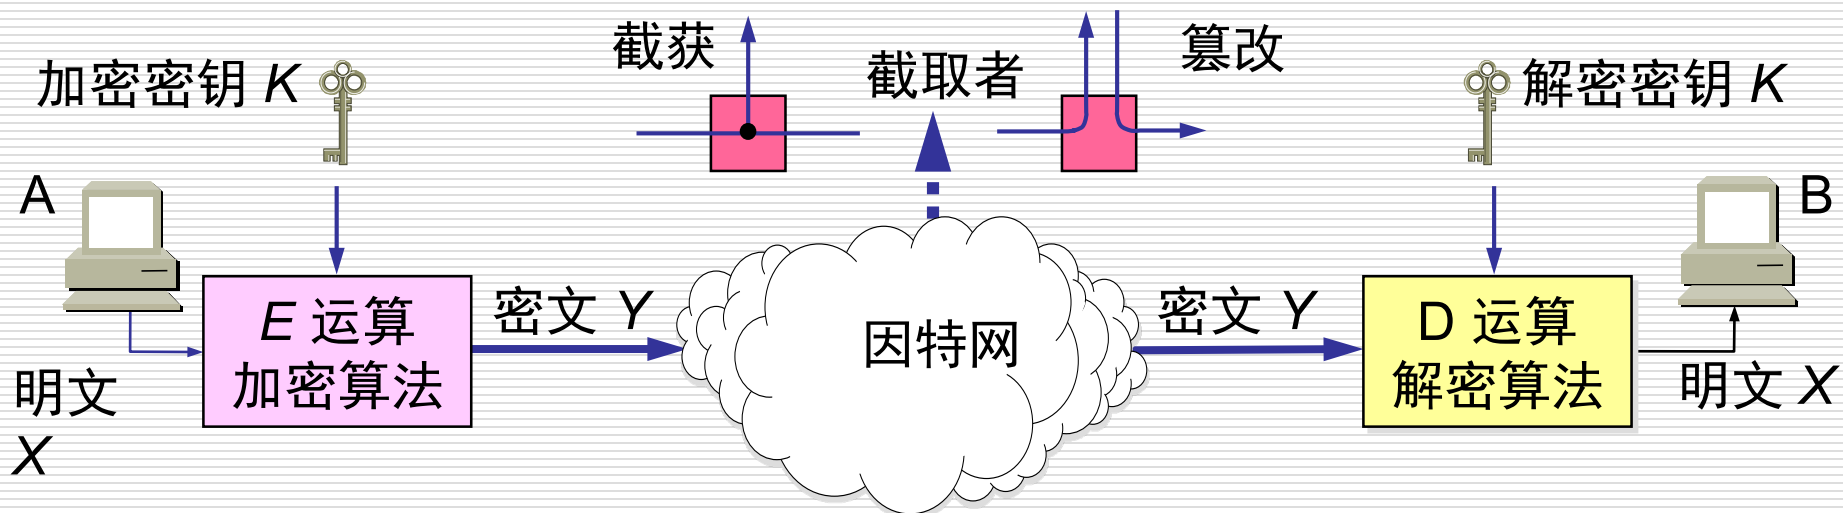 截获
篡改
截取者
加密密钥 K
解密密钥 K
A
B
E 运算
加密算法
密文 Y
因特网
密文 Y
D 运算
解密算法
明文
X
明文 X